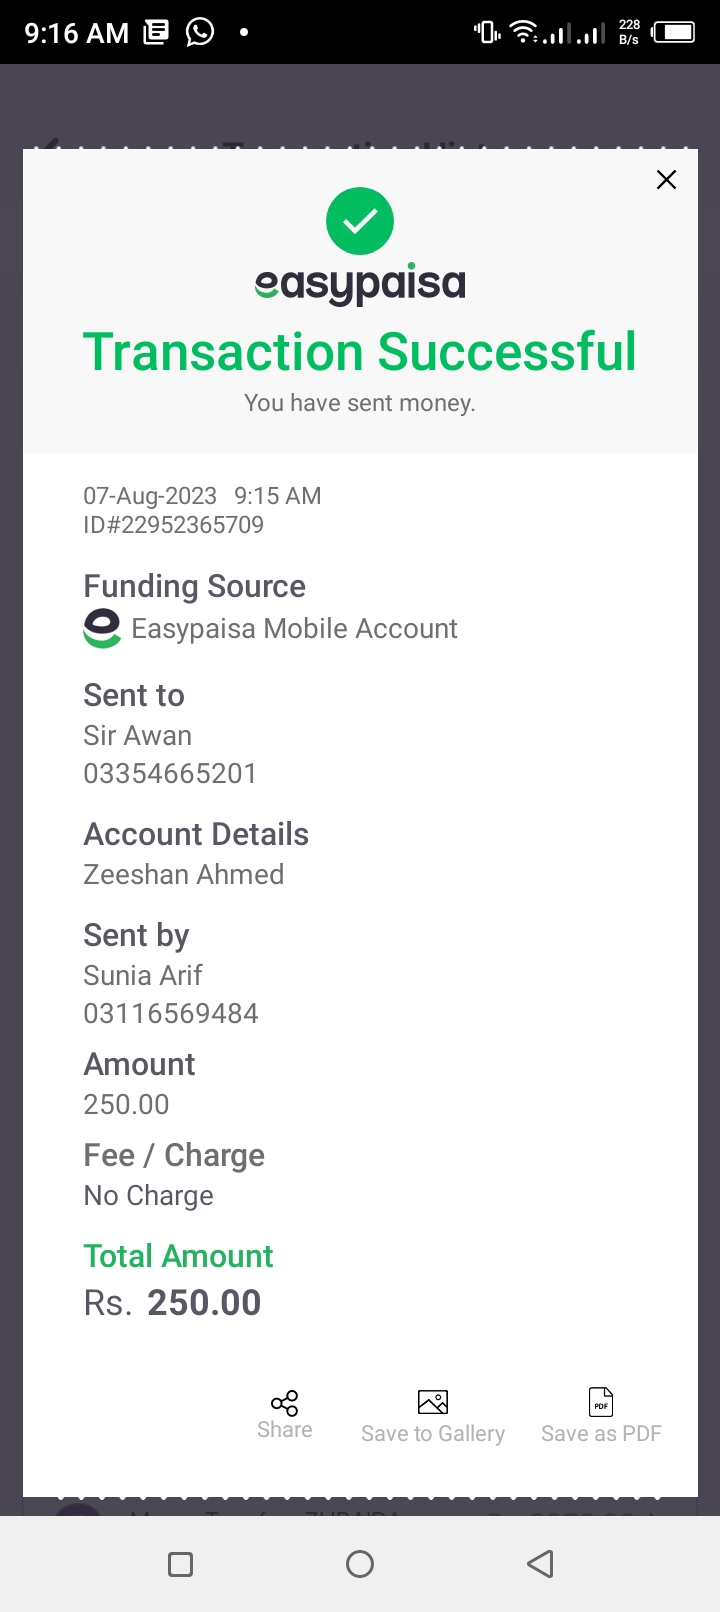 9:16 AM
228
B/s
easypaisa
Transaction Successful
You have sent money.
07-Aug-2023 9:15 AM
ID#22952365709
Funding Source
Easypaisa Mobile Account
Sent to
Sir Awan
03354665201
Account Details
Zeeshan Ahmed
Sent by
Sunia Arif
03116569484
Amount
250.00
Fee / Charge
No Charge
Total Amount
Rs. 250.00
Share
Save to Gallery
PDF
Save as PDF